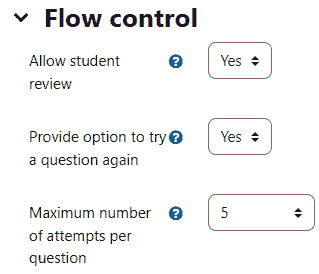 Flow control
Allow student
review
Yes
Provide option to try
a question again
Yes
Maximum number
of attempts per
question
5